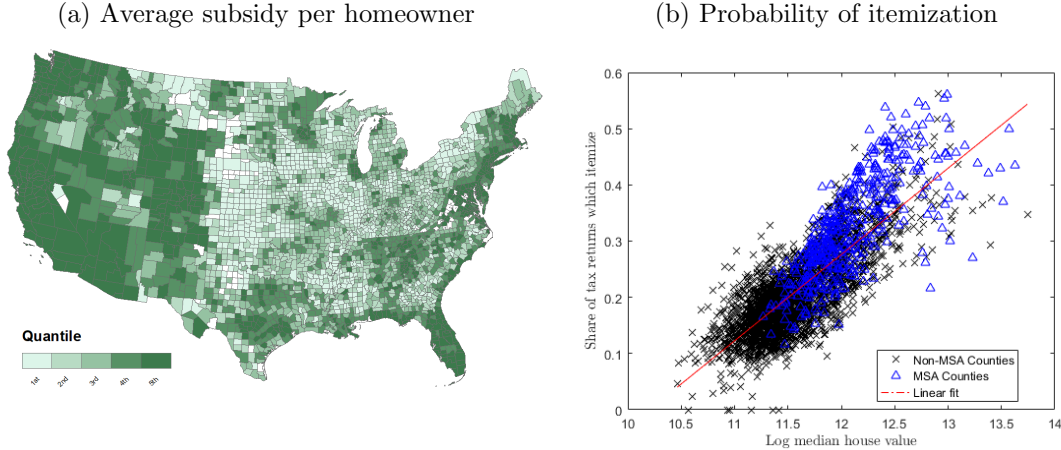 (a) Average subsidy per homeowner
Quantile
1st 2nd 3rd 4th 5th
(b) Probability of itemization
Share of tax returns which itemize
0.6
0.5
0.4
0.3
0.2
0.1
0
Non-MSA Counties
MSA Counties
Linear fit
10 10.5 11 11.5 12 12.5 13 13.5 14
Log median house value